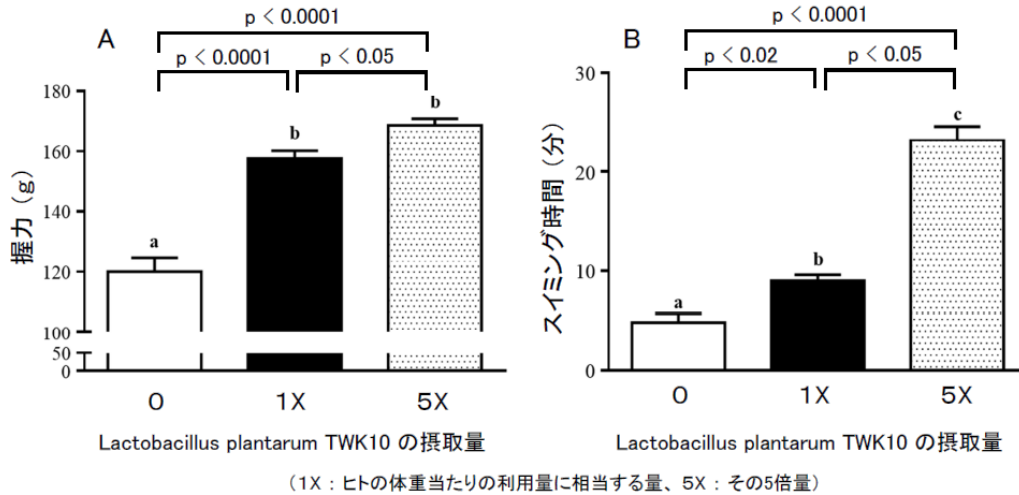 A
p < 0.0001
p < 0.0001
p < 0.05
握力 (g)
180
160
140
120
100
50
0
a
b
b
0
1X
5X
Lactobacillus plantarum TWK10 の摂取量
B
p < 0.0001
p < 0.02
p < 0.05
スイミング時間 (分)
30
20
10
0
a
b
c
0
1X
5X
Lactobacillus plantarum TWK10 の摂取量
(1X : ヒトの体重当たりの利用量に相当する量、 5X : その5倍量)